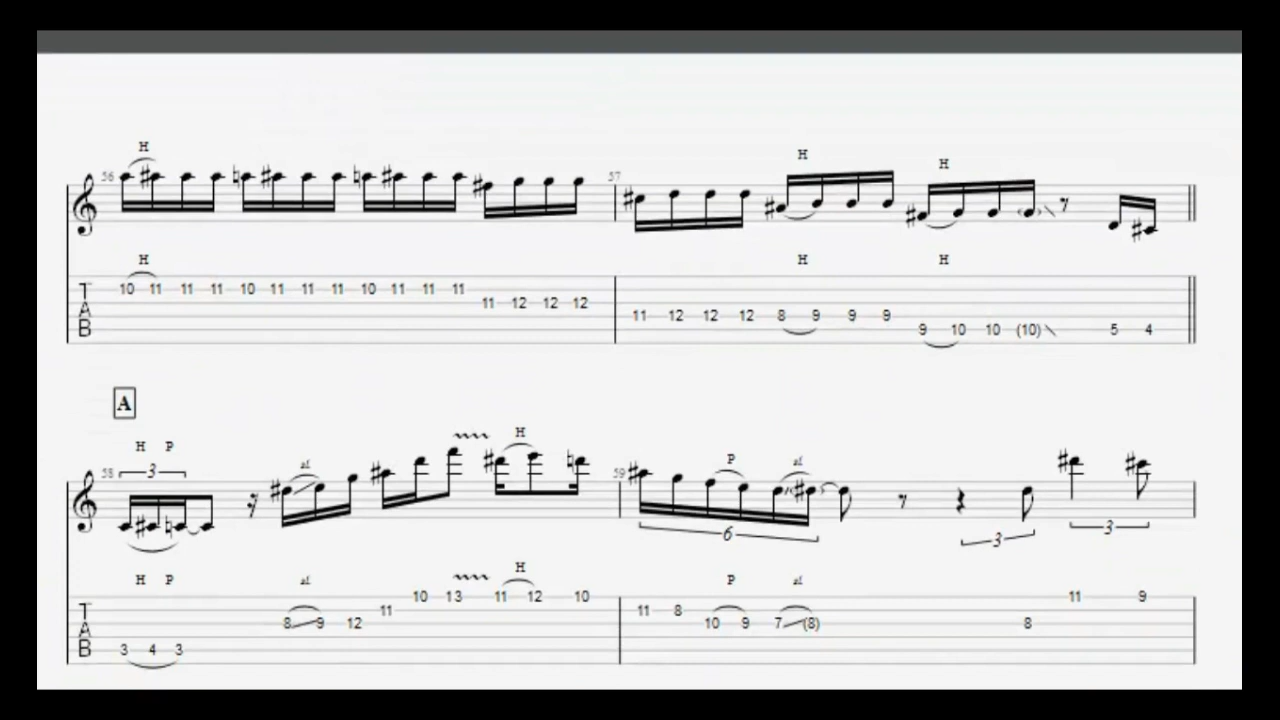 H
56
57
H
H
H
H
H
T 10 11 11 11 10 11 11 11 10 11 11 11
11 12 12 12
A 11 12 12 12 8 9 9 9
B 9 10 10 (10) 5 4
A
H P
3
58
sl
H
59
P
sl
6
3
3
H P
sl
H
P
sl
10 13 11 12 10 11 9
T 11 11 8
A 8 9 12 10 9 7 (8) 8
B 3 4 3